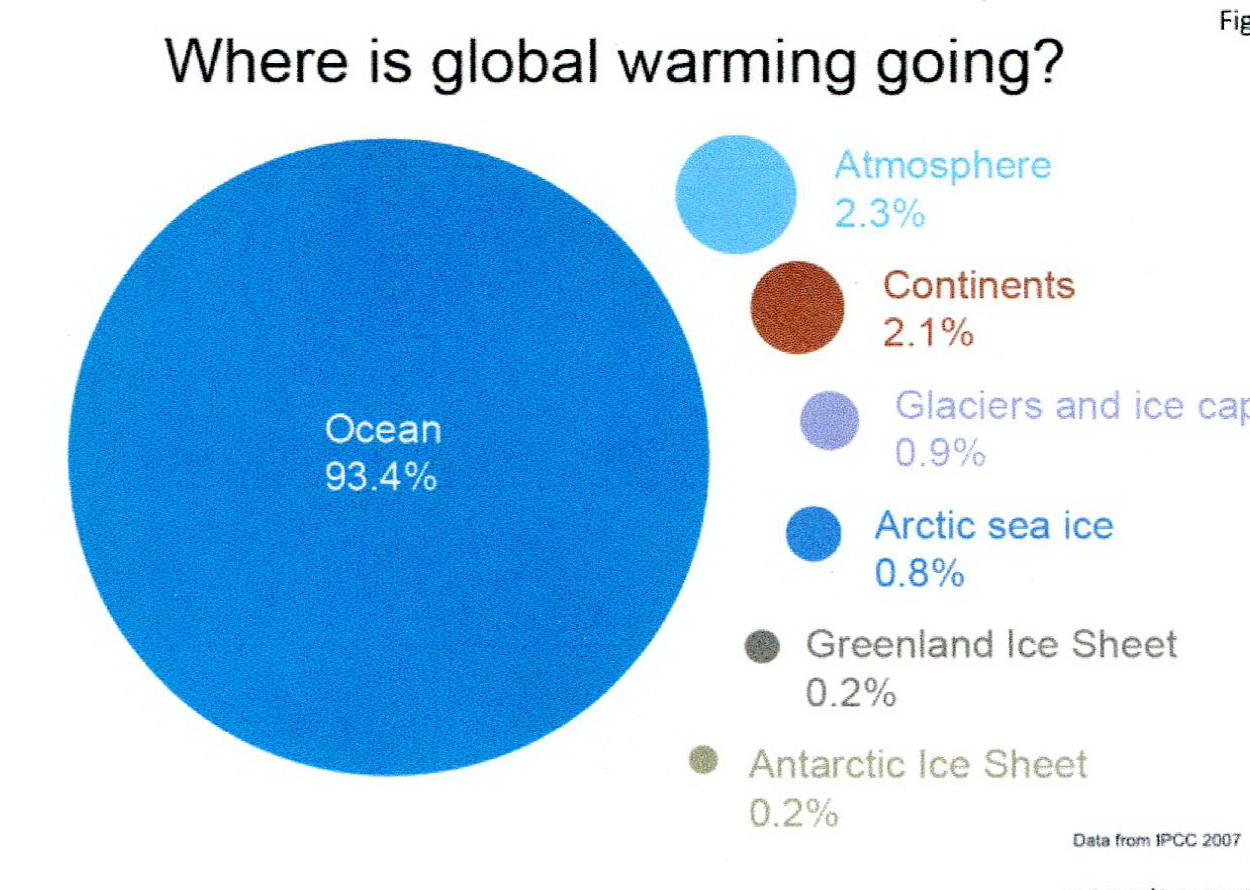 Fig
Where is global warming going?
Atmosphere
2.3%
Continents
2.1%
Glaciers and ice cap
0.9%
Ocean
93.4%
Arctic sea ice
0.8%
Greenland Ice Sheet
0.2%
Antarctic Ice Sheet
0.2%
Data from IPCC 2007